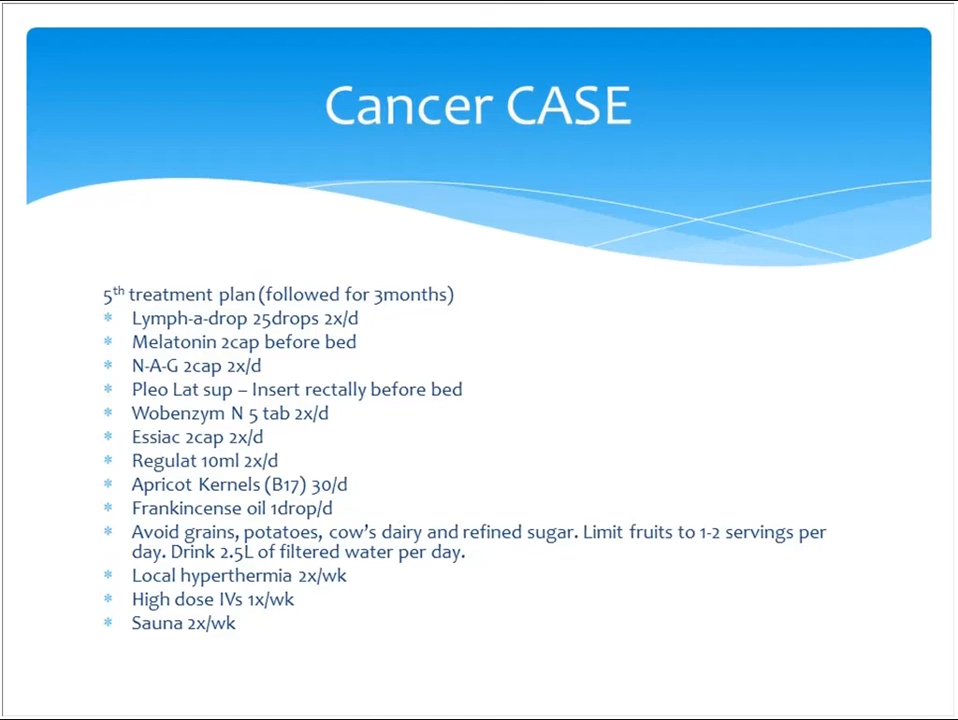 Cancer CASE
5th treatment plan (followed for 3months)
* Lymph-a-drop 25drops 2x/d
* Melatonin 2cap before bed
* N-A-G 2cap 2x/d
* Pleo Lat sup – Insert rectally before bed
* Wobenzym N 5 tab 2x/d
* Essiac 2cap 2x/d
* Regulat 10ml 2x/d
* Apricot Kernels (B17) 30/d
* Frankincense oil 1drop/d
* Avoid grains, potatoes, cow's dairy and refined sugar. Limit fruits to 1-2 servings per
day. Drink 2.5L of filtered water per day.
* Local hyperthermia 2x/wk
* High dose IVs 1x/wk
* Sauna 2x/wk